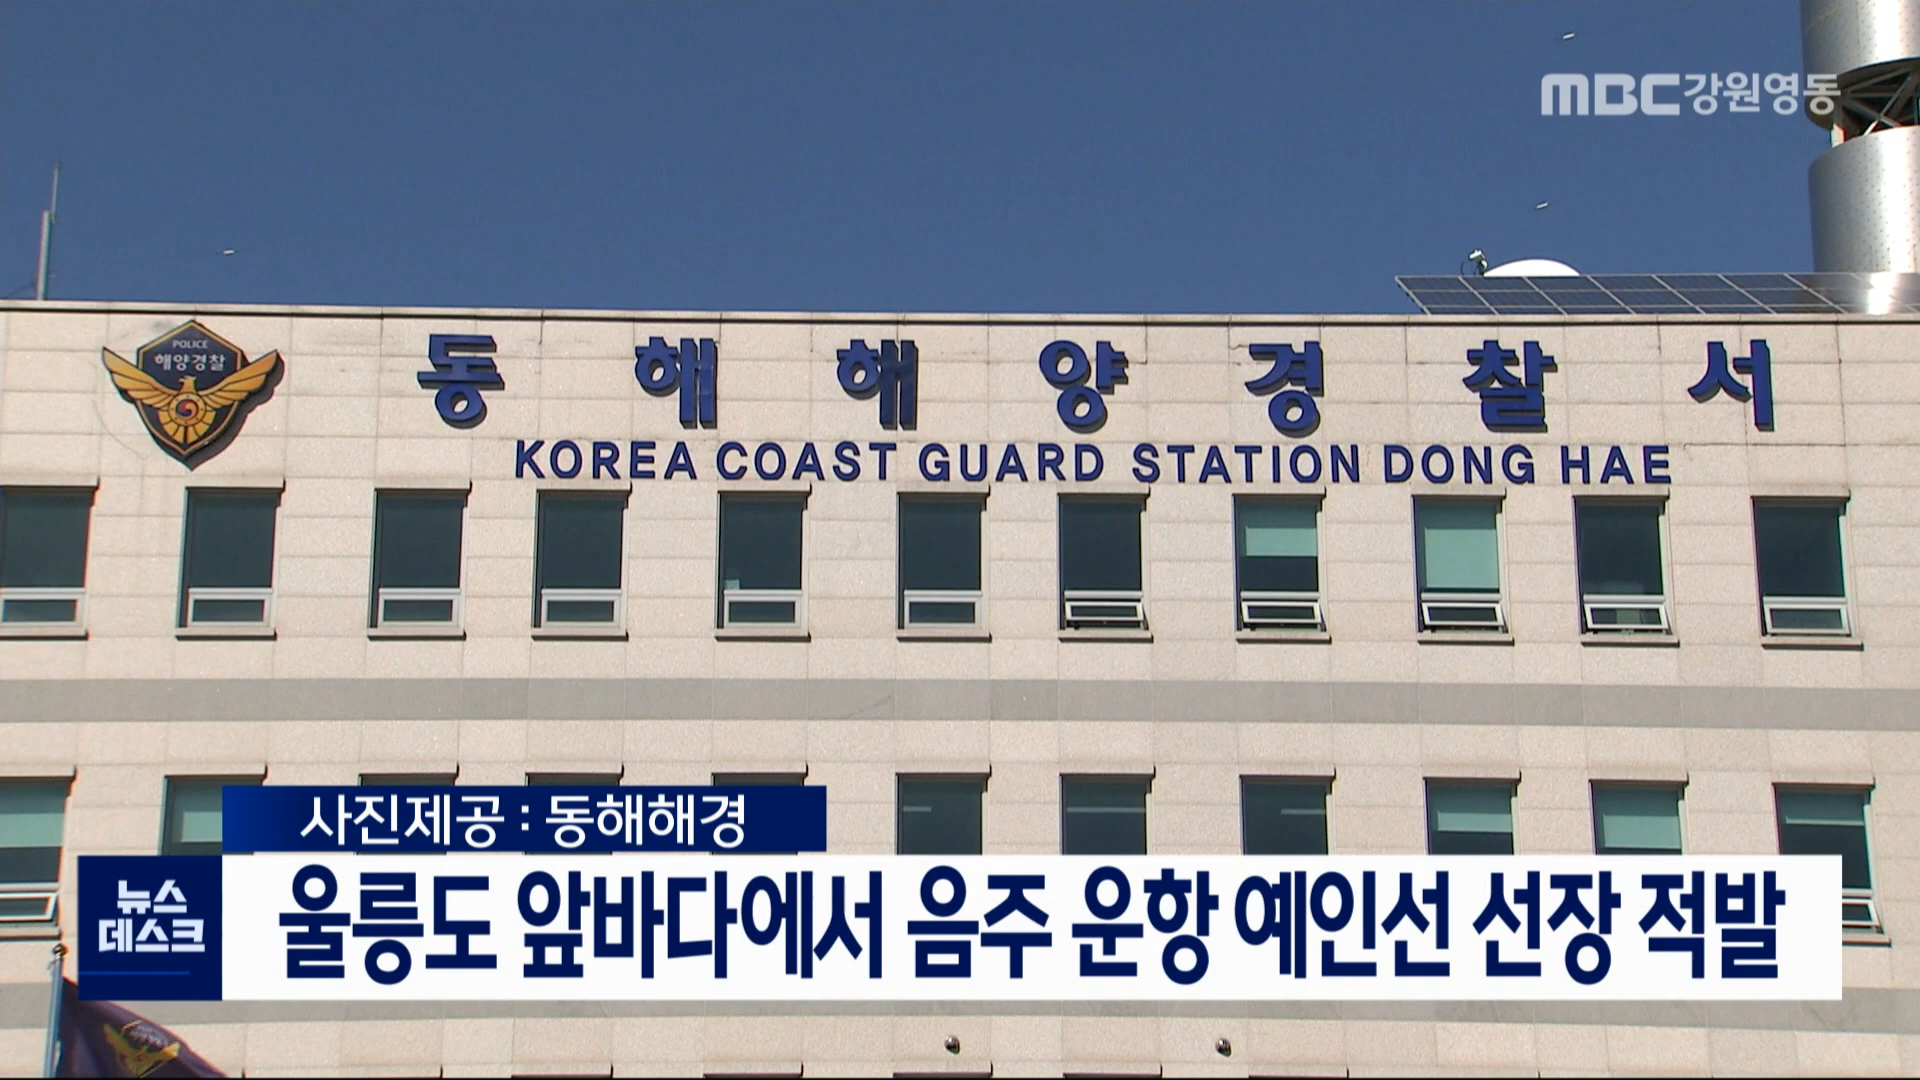 MBC강원영동
POLICE
해양경찰
동해해양경찰서
KOREA COAST GUARD STATION DONG HAE
사진제공 : 동해해경
뉴스
데스크
울릉도 앞바다에서 음주 운항 예인선 선장 적발